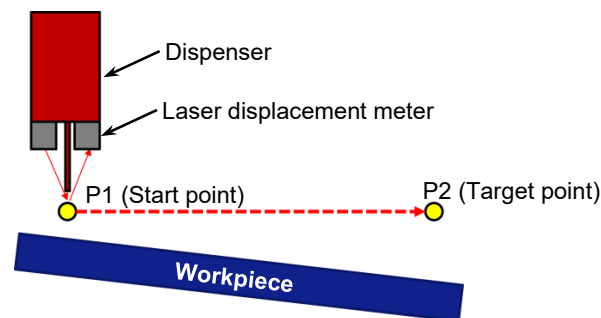 Dispenser
Laser displacement meter
P1 (Start point)
P2 (Target point)
Workpiece